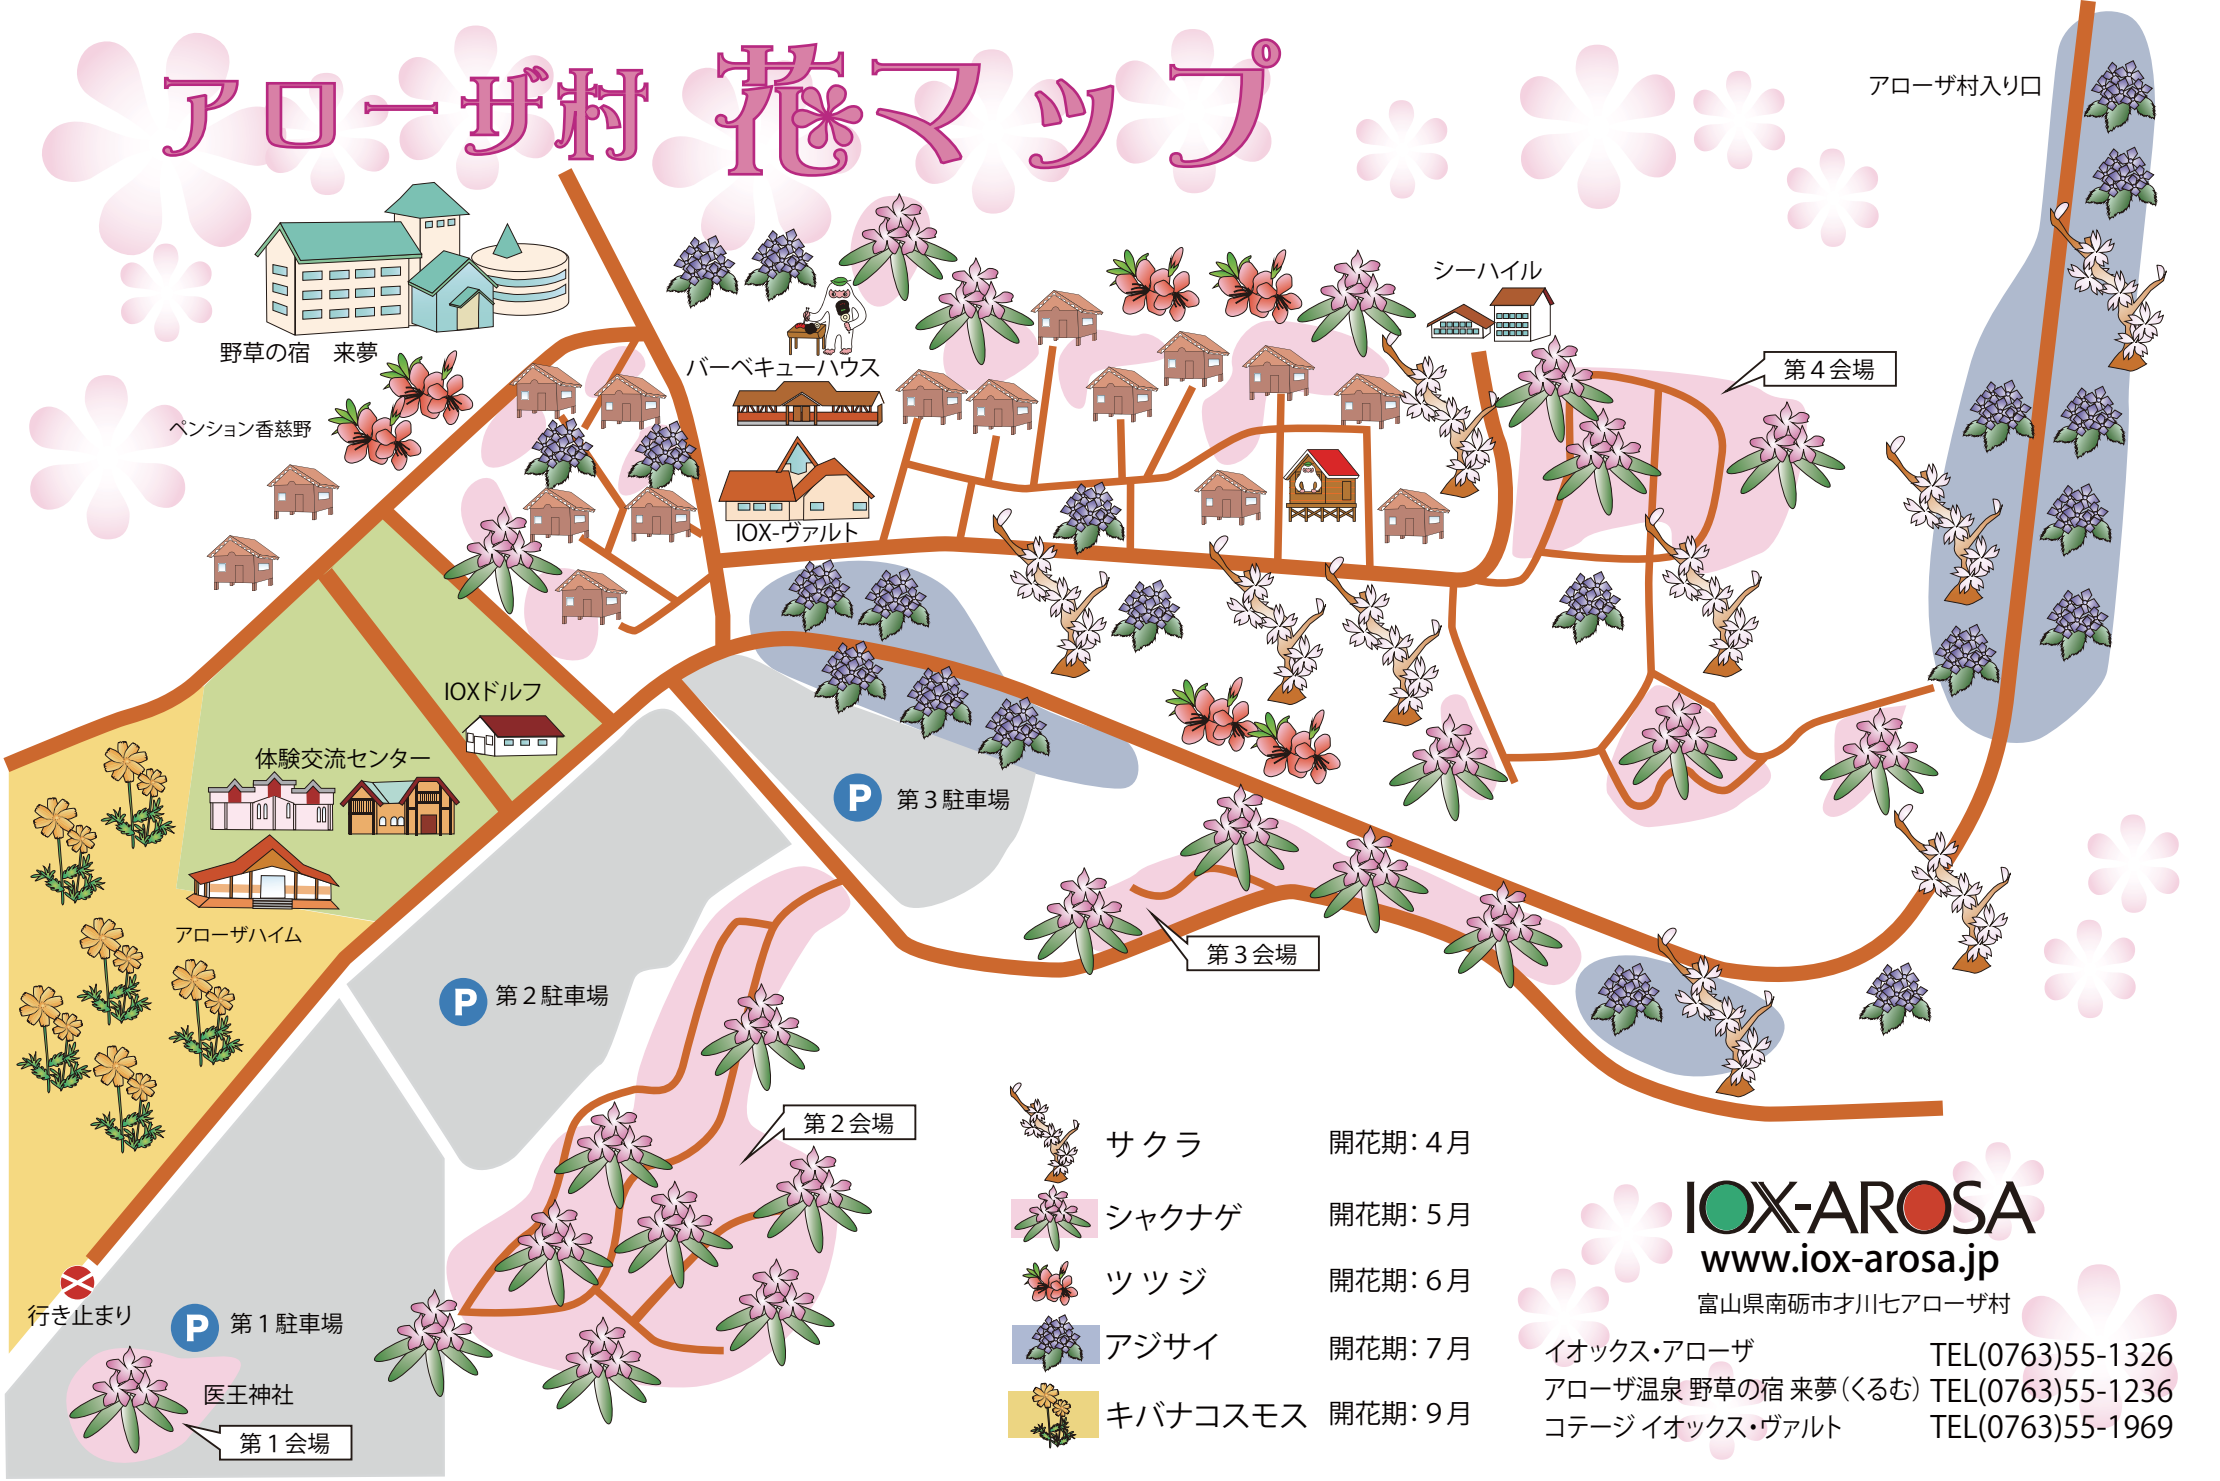 アローザ村 花マップ
アローザ村入り口
シーハイル
野草の宿　来夢
バーベキューハウス
第４会場
ペンション香慈野
IOX-ヴァルト
IOXドルフ
体験交流センター
P 第３駐車場
アローザハイム
第３会場
P 第２駐車場
第２会場
行き止まり
P 第１駐車場
医王神社
第１会場
サクラ 開花期：４月
シャクナゲ 開花期：５月
ツツジ 開花期：６月
アジサイ 開花期：７月
キバナコスモス 開花期：９月
IOX-AROSA
www.iox-arosa.jp
富山県南砺市才川七アローザ村
イオックス・アローザ TEL(0763)55-1326
アローザ温泉 野草の宿 来夢（くるむ） TEL(0763)55-1236
コテージ イオックス・ヴァルト TEL(0763)55-1969